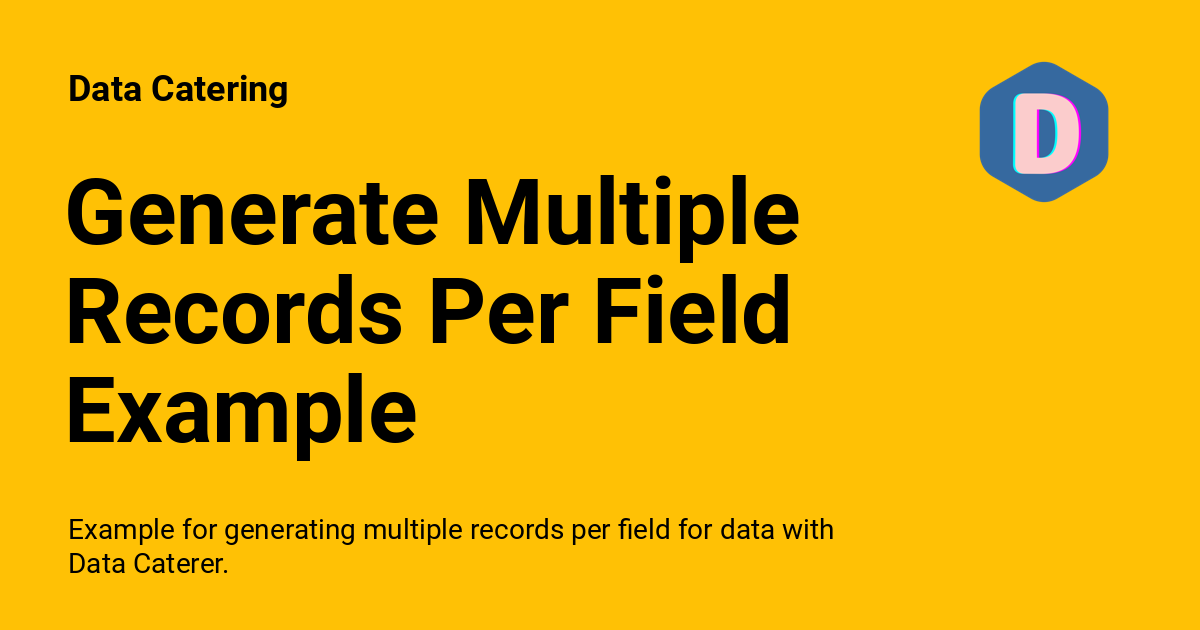 Data Catering
D
Generate Multiple
Records Per Field
Example
Example for generating multiple records per field for data with
Data Caterer.